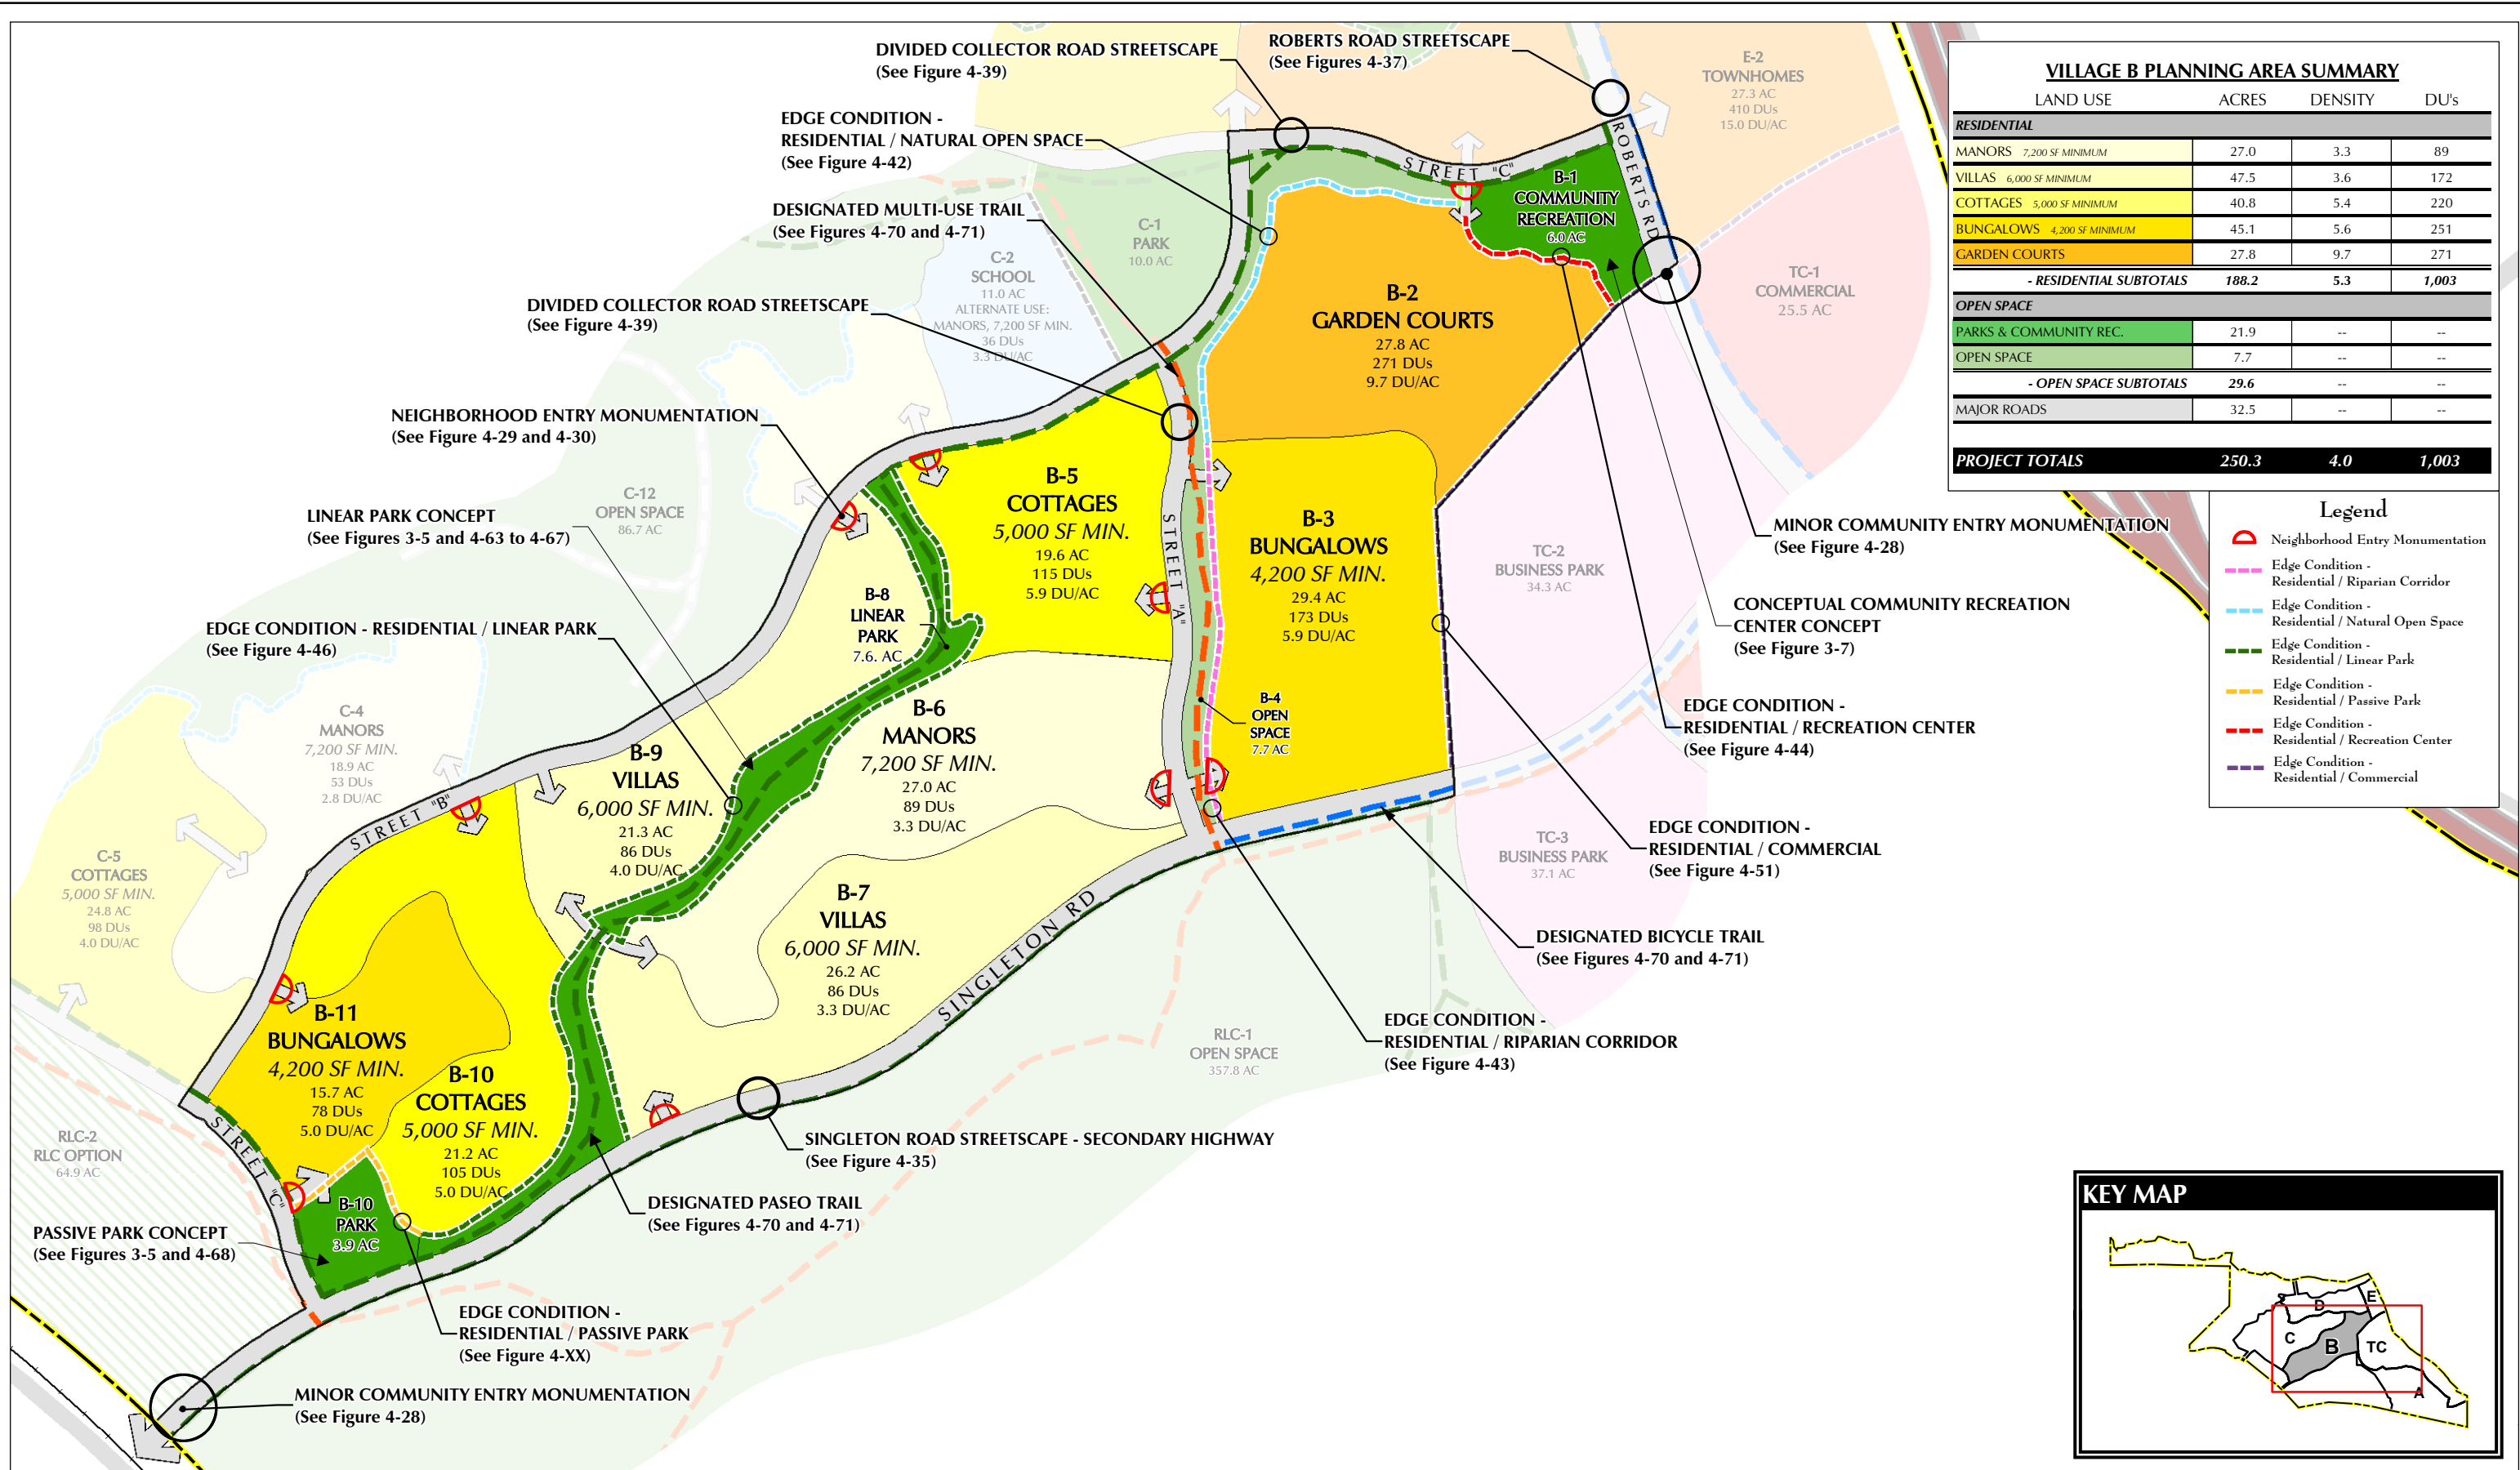 DIVIDED COLLECTOR ROAD STREETSCAPE
(See Figure 4-39)
ROBERTS ROAD STREETSCAPE
(See Figures 4-37)
EDGE CONDITION -
RESIDENTIAL / NATURAL OPEN SPACE
(See Figure 4-42)
DESIGNATED MULTI-USE TRAIL
(See Figures 4-70 and 4-71)
DIVIDED COLLECTOR ROAD STREETSCAPE
(See Figure 4-39)
NEIGHBORHOOD ENTRY MONUMENTATION
(See Figure 4-29 and 4-30)
LINEAR PARK CONCEPT
(See Figures 3-5 and 4-63 to 4-67)
EDGE CONDITION - RESIDENTIAL / LINEAR PARK
(See Figure 4-46)
E-2
TOWNHOMES
27.3 AC
410 DUs
15.0 DU/AC
C-1
PARK
10.0 AC
C-2
SCHOOL
11.0 AC
ALTERNATE USE:
MANORS, 7,200 SF MIN.
36 DUs
3.3 DU/AC
C-12
OPEN SPACE
86.7 AC
C-4
MANORS
7,200 SF MIN.
18.9 AC
53 DUs
2.8 DU/AC
C-5
COTTAGES
5,000 SF MIN.
24.8 AC
98 DUs
4.0 DU/AC
TC-1
COMMERCIAL
25.5 AC
TC-2
BUSINESS PARK
34.3 AC
TC-3
BUSINESS PARK
37.1 AC
RLC-1
OPEN SPACE
357.8 AC
RLC-2
RLC OPTION
64.9 AC
STREET "C"
ROBERTS RD
B-1
COMMUNITY
RECREATION
6.0 AC
B-2
GARDEN COURTS
27.8 AC
271 DUs
9.7 DU/AC
B-5
COTTAGES
5,000 SF MIN.
19.6 AC
115 DUs
5.9 DU/AC
STREET "A"
B-3
BUNGALOWS
4,200 SF MIN.
29.4 AC
173 DUs
5.9 DU/AC
B-8
LINEAR
PARK
7.6. AC
B-4
OPEN
SPACE
7.7 AC
B-6
MANORS
7,200 SF MIN.
27.0 AC
89 DUs
3.3 DU/AC
B-9
VILLAS
6,000 SF MIN.
21.3 AC
86 DUs
4.0 DU/AC
STREET "B"
B-7
VILLAS
6,000 SF MIN.
26.2 AC
86 DUs
3.3 DU/AC
SINGLETON RD
B-11
BUNGALOWS
4,200 SF MIN.
15.7 AC
78 DUs
5.0 DU/AC
B-10
COTTAGES
5,000 SF MIN.
21.2 AC
105 DUs
5.0 DU/AC
STREET "C"
B-10
PARK
3.9 AC
MINOR COMMUNITY ENTRY MONUMENTATION
(See Figure 4-28)
CONCEPTUAL COMMUNITY RECREATION
CENTER CONCEPT
(See Figure 3-7)
EDGE CONDITION -
RESIDENTIAL / RECREATION CENTER
(See Figure 4-44)
EDGE CONDITION -
RESIDENTIAL / COMMERCIAL
(See Figure 4-51)
DESIGNATED BICYCLE TRAIL
(See Figures 4-70 and 4-71)
EDGE CONDITION -
RESIDENTIAL / RIPARIAN CORRIDOR
(See Figure 4-43)
SINGLETON ROAD STREETSCAPE - SECONDARY HIGHWAY
(See Figure 4-35)
DESIGNATED PASEO TRAIL
(See Figures 4-70 and 4-71)
PASSIVE PARK CONCEPT
(See Figures 3-5 and 4-68)
EDGE CONDITION -
RESIDENTIAL / PASSIVE PARK
(See Figure 4-XX)
MINOR COMMUNITY ENTRY MONUMENTATION
(See Figure 4-28)
VILLAGE B PLANNING AREA SUMMARY
LAND USE ACRES DENSITY DU's
RESIDENTIAL
MANORS 7,200 SF MINIMUM 27.0 3.3 89
VILLAS 6,000 SF MINIMUM 47.5 3.6 172
COTTAGES 5,000 SF MINIMUM 40.8 5.4 220
BUNGALOWS 4,200 SF MINIMUM 45.1 5.6 251
GARDEN COURTS 27.8 9.7 271
- RESIDENTIAL SUBTOTALS 188.2 5.3 1,003
OPEN SPACE
PARKS & COMMUNITY REC. 21.9 -- --
OPEN SPACE 7.7 -- --
- OPEN SPACE SUBTOTALS 29.6 -- --
MAJOR ROADS 32.5 -- --
PROJECT TOTALS 250.3 4.0 1,003
Legend
Neighborhood Entry Monumentation
Edge Condition -
Residential / Riparian Corridor
Edge Condition -
Residential / Natural Open Space
Edge Condition -
Residential / Linear Park
Edge Condition -
Residential / Passive Park
Edge Condition -
Residential / Recreation Center
Edge Condition -
Residential / Commercial
KEY MAP
D
E
C
B
TC
A